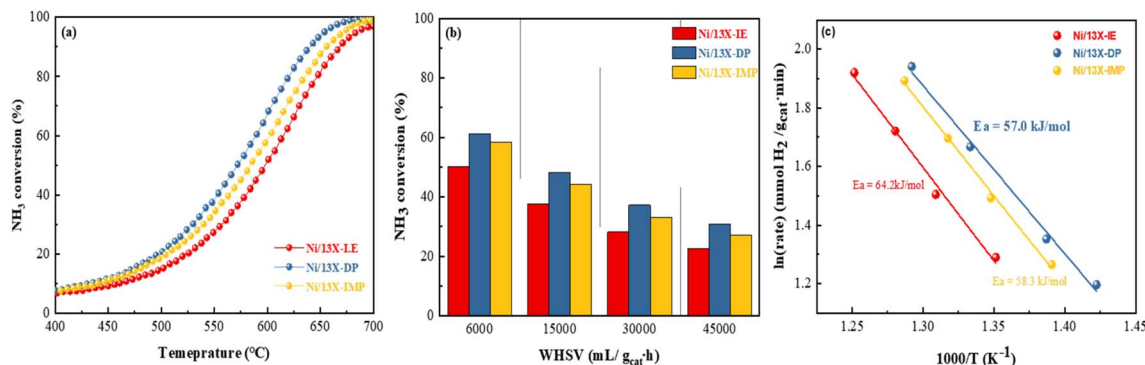 (a)
NH3 conversion (%)
100
80
60
40
20
0
Ni/13X-I.E
Ni/13X-DP
Ni/13X-IMP
400 450 500 550 600 650 700
Temeprature (°C)
(b)
NH3 conversion (%)
100
80
60
40
20
0
Ni/13X-IE
Ni/13X-DP
Ni/13X-IMP
6000 15000 30000 45000
WHSV (mL/ gcat·h)
(c)
ln(rate) (mmol H2 /gcat·min)
2.0
1.8
1.6
1.4
1.2
Ni/13X-IE
Ni/13X-DP
Ni/13X-IMP
Ea = 57.0 kJ/mol
Ea = 64.2kJ/mol
Ea = 58.3 kJ/mol
1.25 1.30 1.35 1.40 1.45
1000/T (K⁻¹)